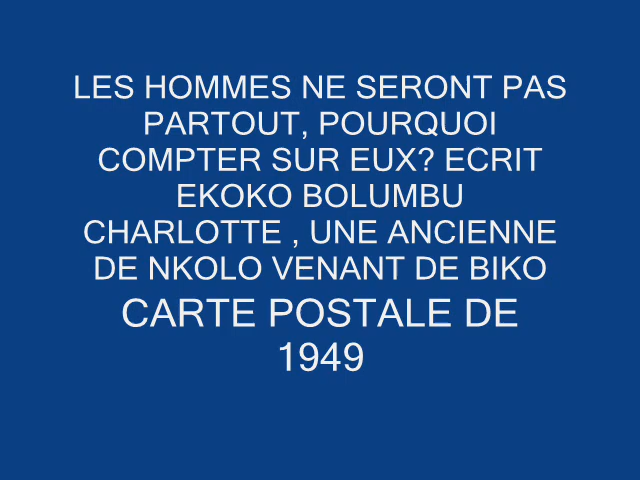 LES HOMMES NE SERONT PAS
PARTOUT, POURQUOI
COMPTER SUR EUX? ECRIT
EKOKO BOLUMBU
CHARLOTTE , UNE ANCIENNE
DE NKOLO VENANT DE BIKO
CARTE POSTALE DE
1949